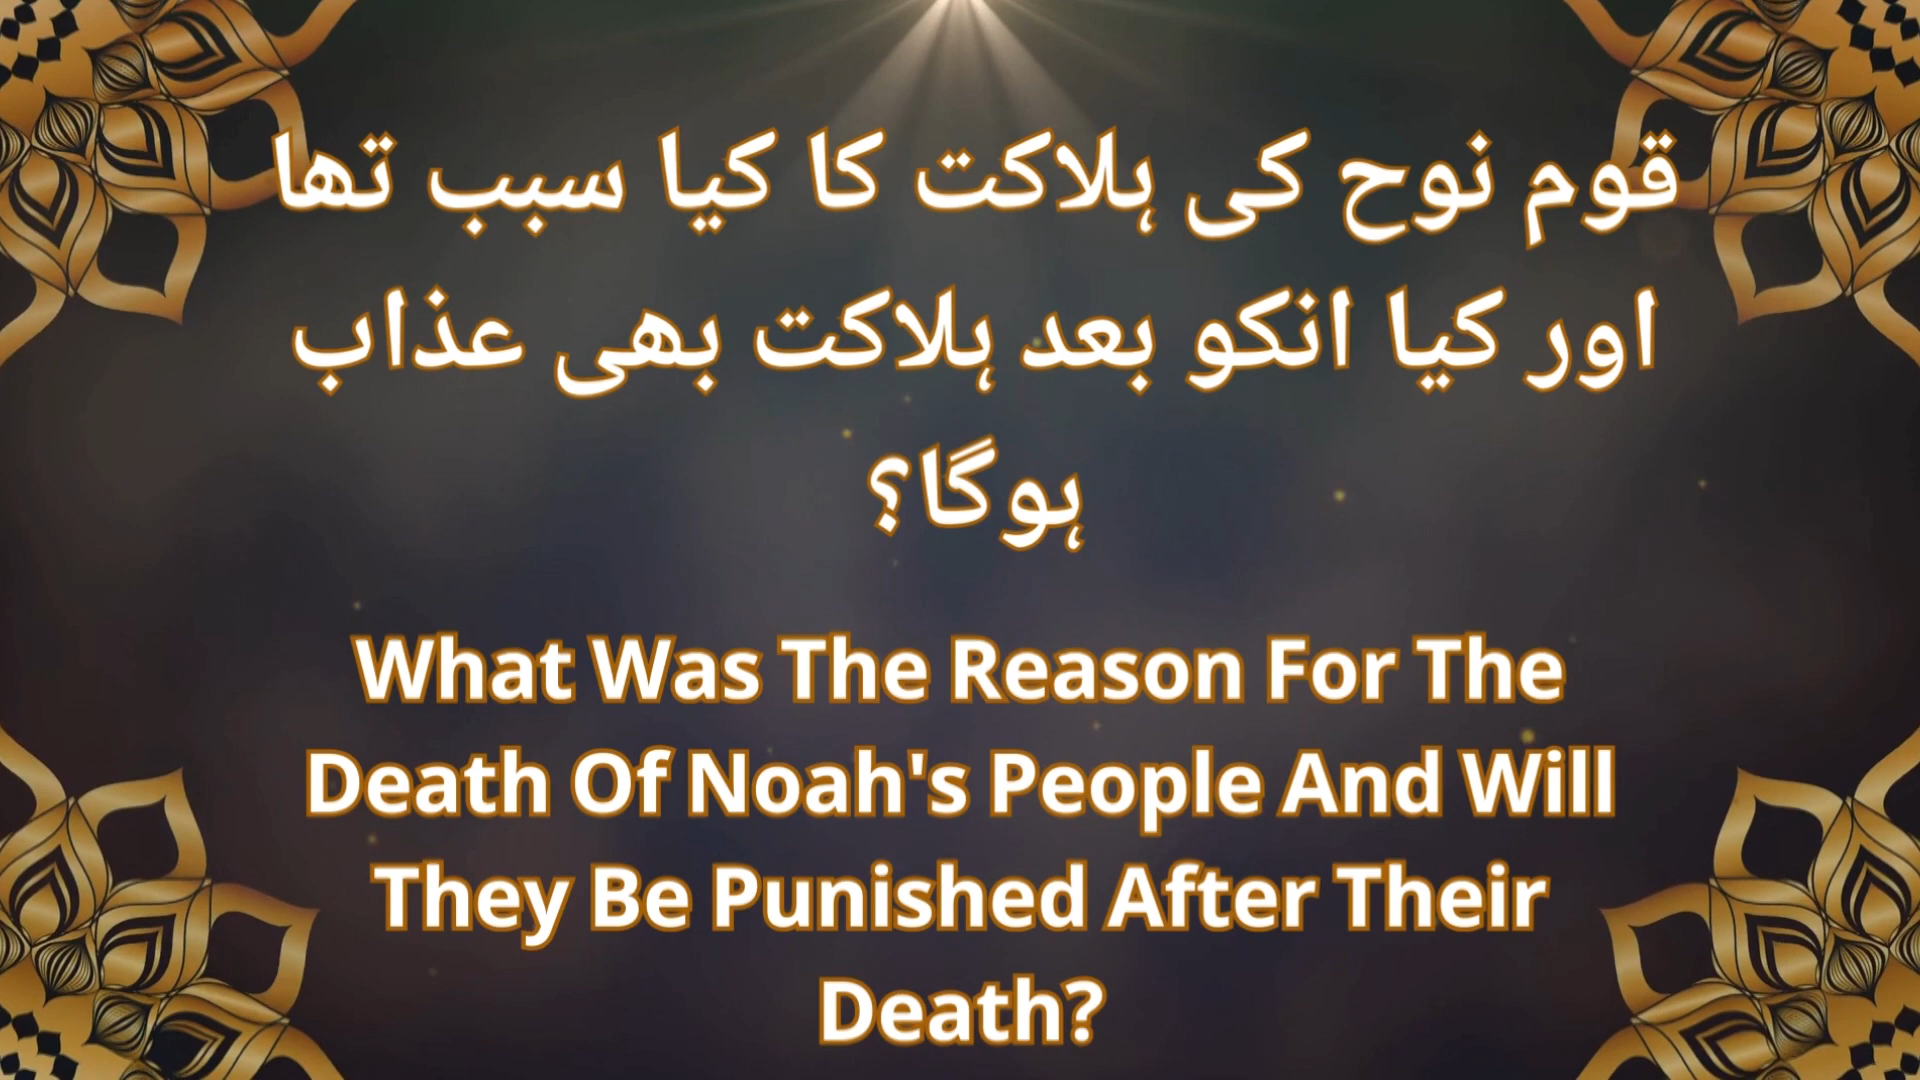 قوم نوح کی ہلاکت کا کیا سبب تھا
اور کیا انکو بعد ہلاکت بھی عذاب
ہوگا؟
What Was The Reason For The
Death Of Noah's People And Will
They Be Punished After Their
Death?